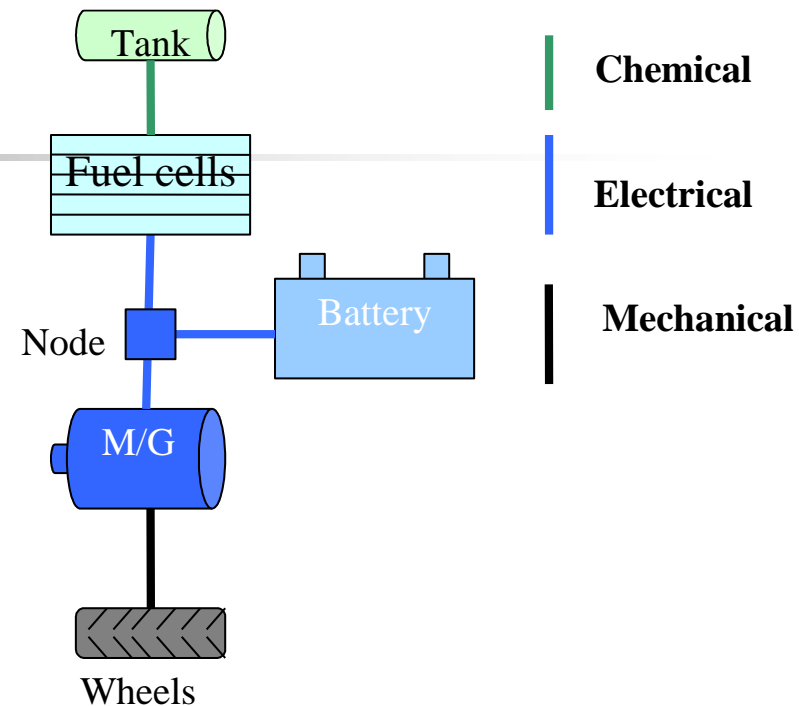 Tank
Chemical
Fuel cells
Electrical
Battery
Mechanical
Node
M/G
Wheels